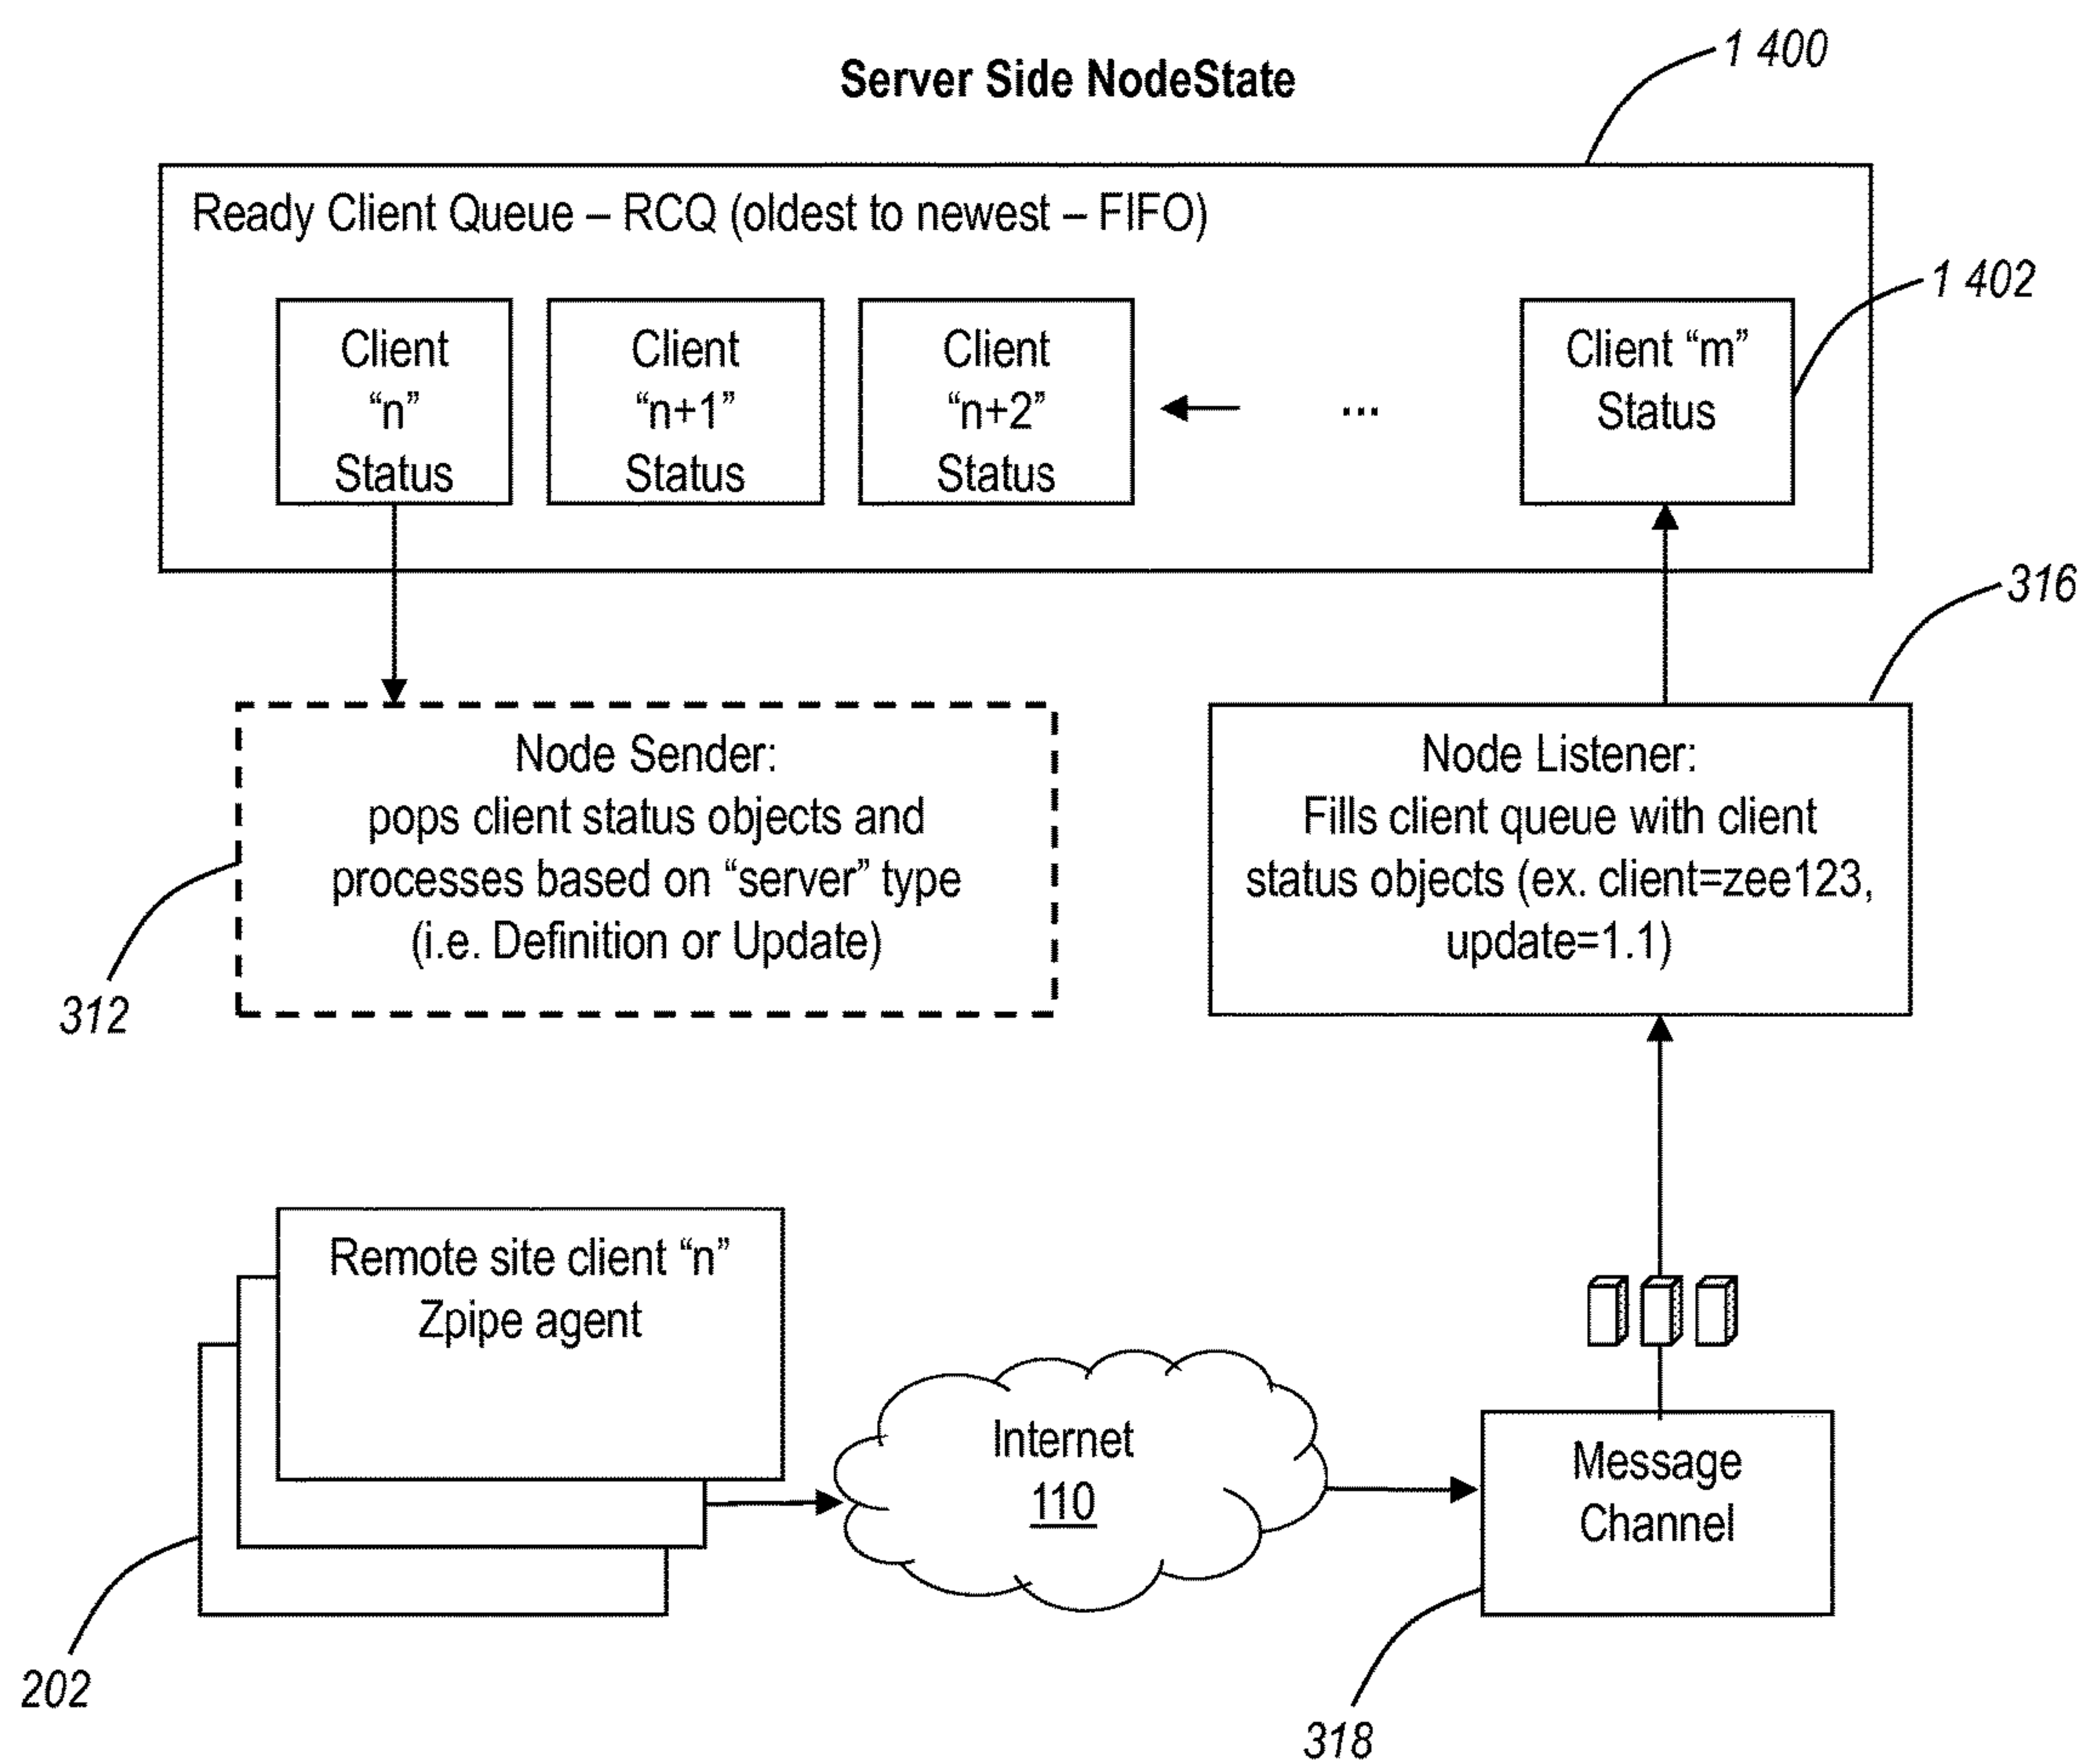 1 400
Server Side NodeState
Ready Client Queue – RCQ (oldest to newest – FIFO)
1 402
Client
“n”
Status
Client
“n+1”
Status
Client
“n+2”
Status
...
Client “m”
Status
316
Node Sender:
pops client status objects and
processes based on “server” type
(i.e. Definition or Update)
312
Node Listener:
Fills client queue with client
status objects (ex. client=zee123,
update=1.1)
Remote site client “n”
Zpipe agent
202
Internet
110
Message
Channel
318